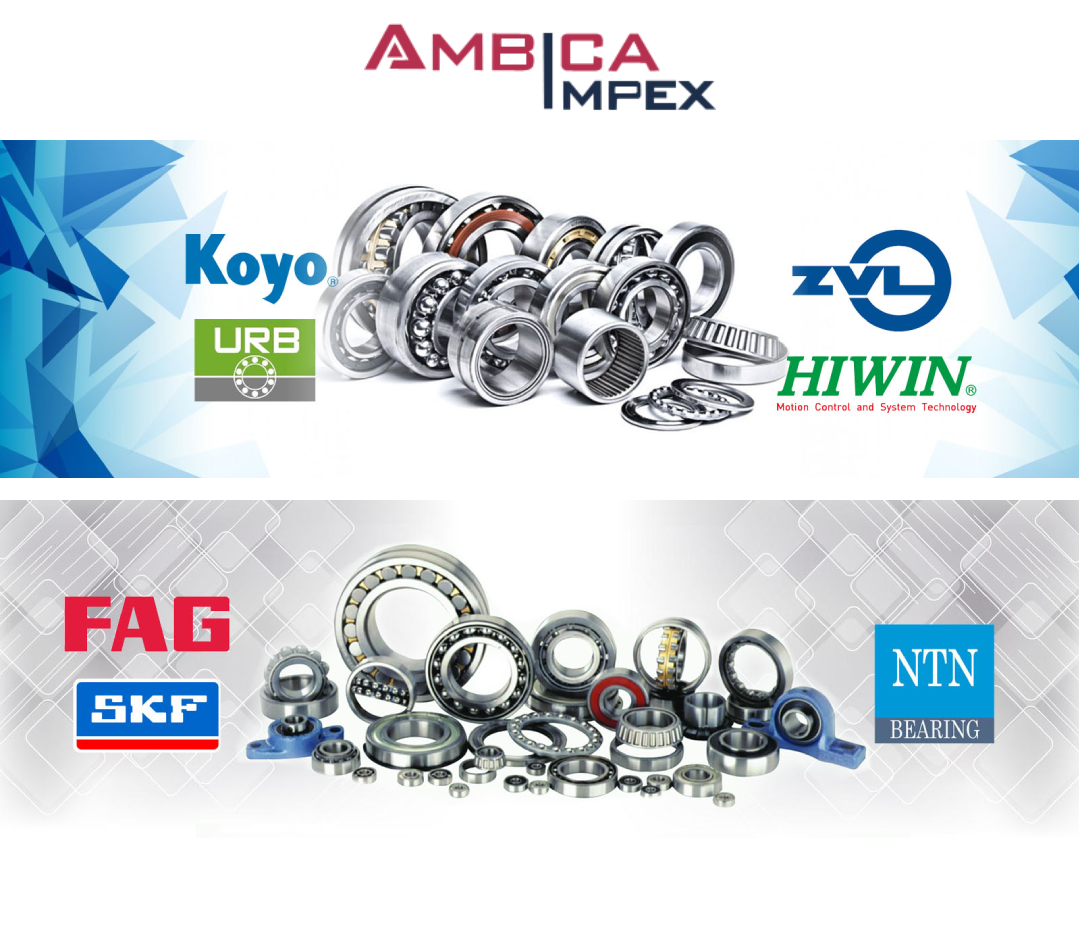 AMBICA
IMPEX
Koyo®
URB
ZVL
HIWIN®
Motion Control and System Technology
FAG
SKF
NTN
BEARING